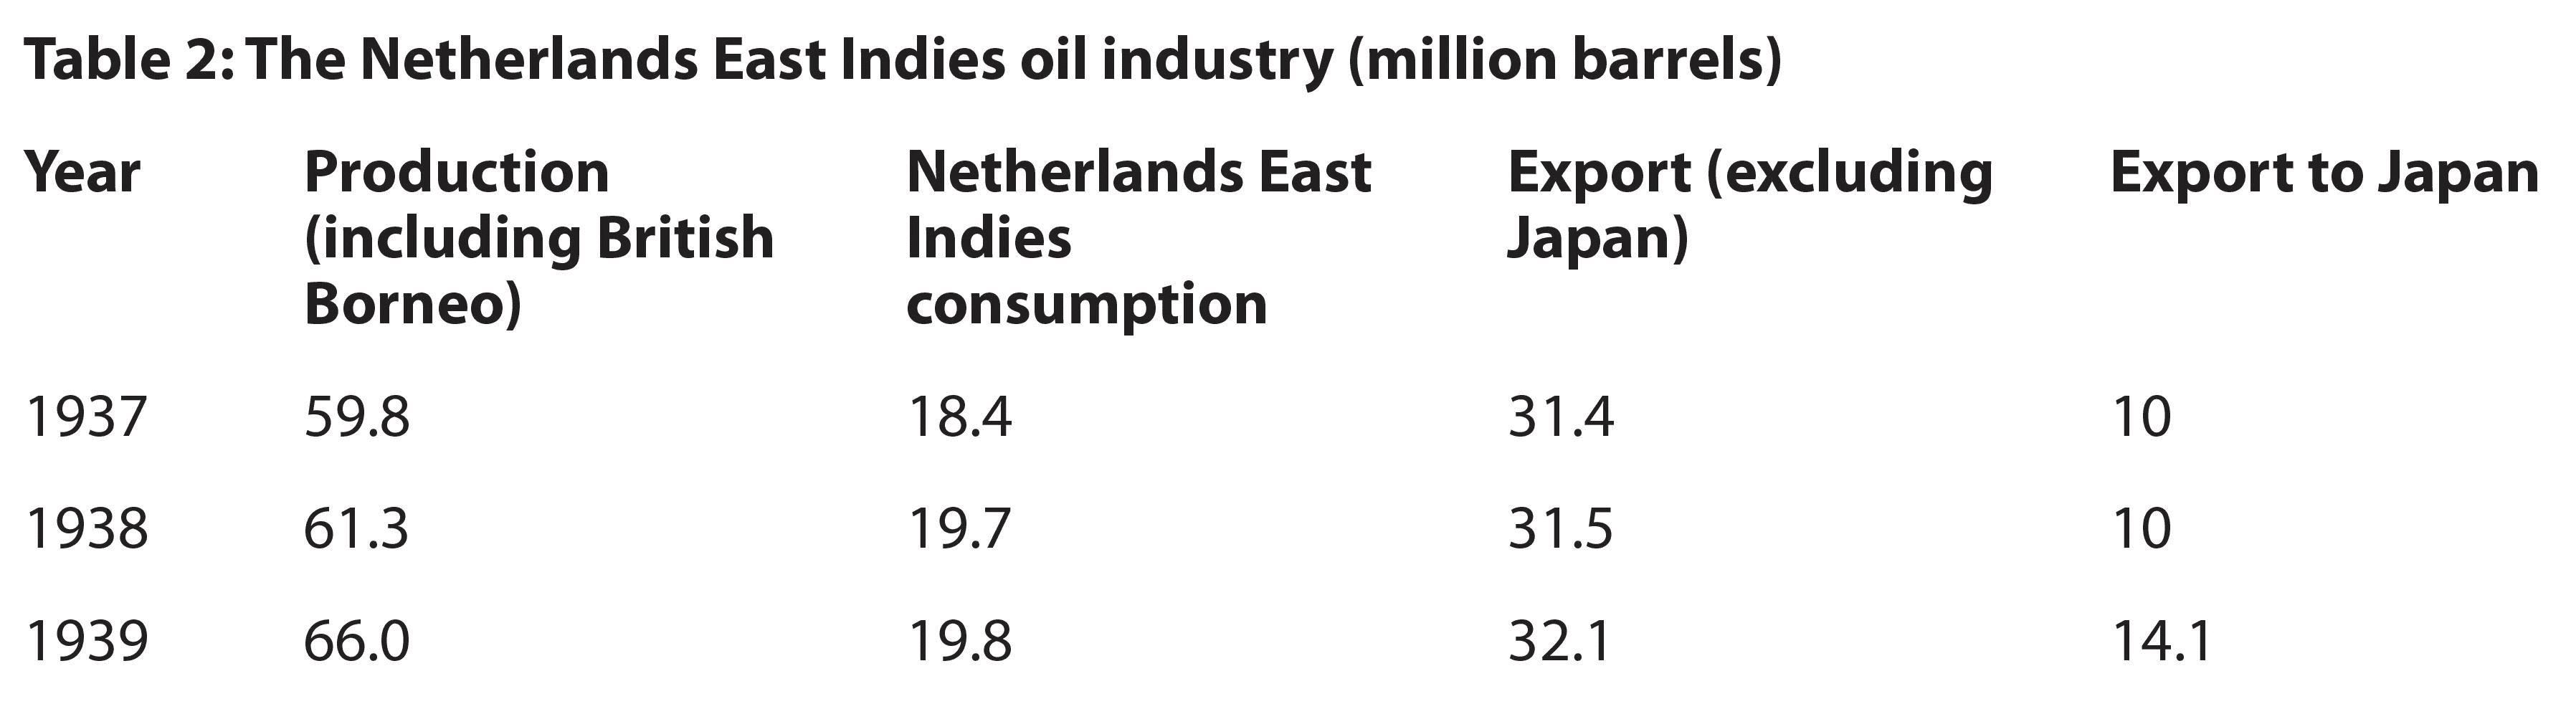 Table 2: The Netherlands East Indies oil industry (million barrels)
Year Production (including British Borneo) Netherlands East Indies consumption Export (excluding Japan) Export to Japan
1937 59.8 18.4 31.4 10
1938 61.3 19.7 31.5 10
1939 66.0 19.8 32.1 14.1